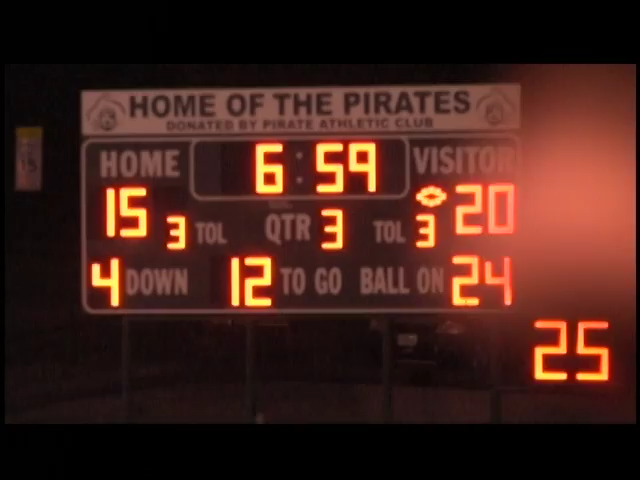 HOME OF THE PIRATES
DONATED BY PIRATE ATHLETIC CLUB
HOME 6:59 VISITOR
15 3 TOL QTR 3 TOL 3 20
4 DOWN 12 TO GO BALL ON 24
25